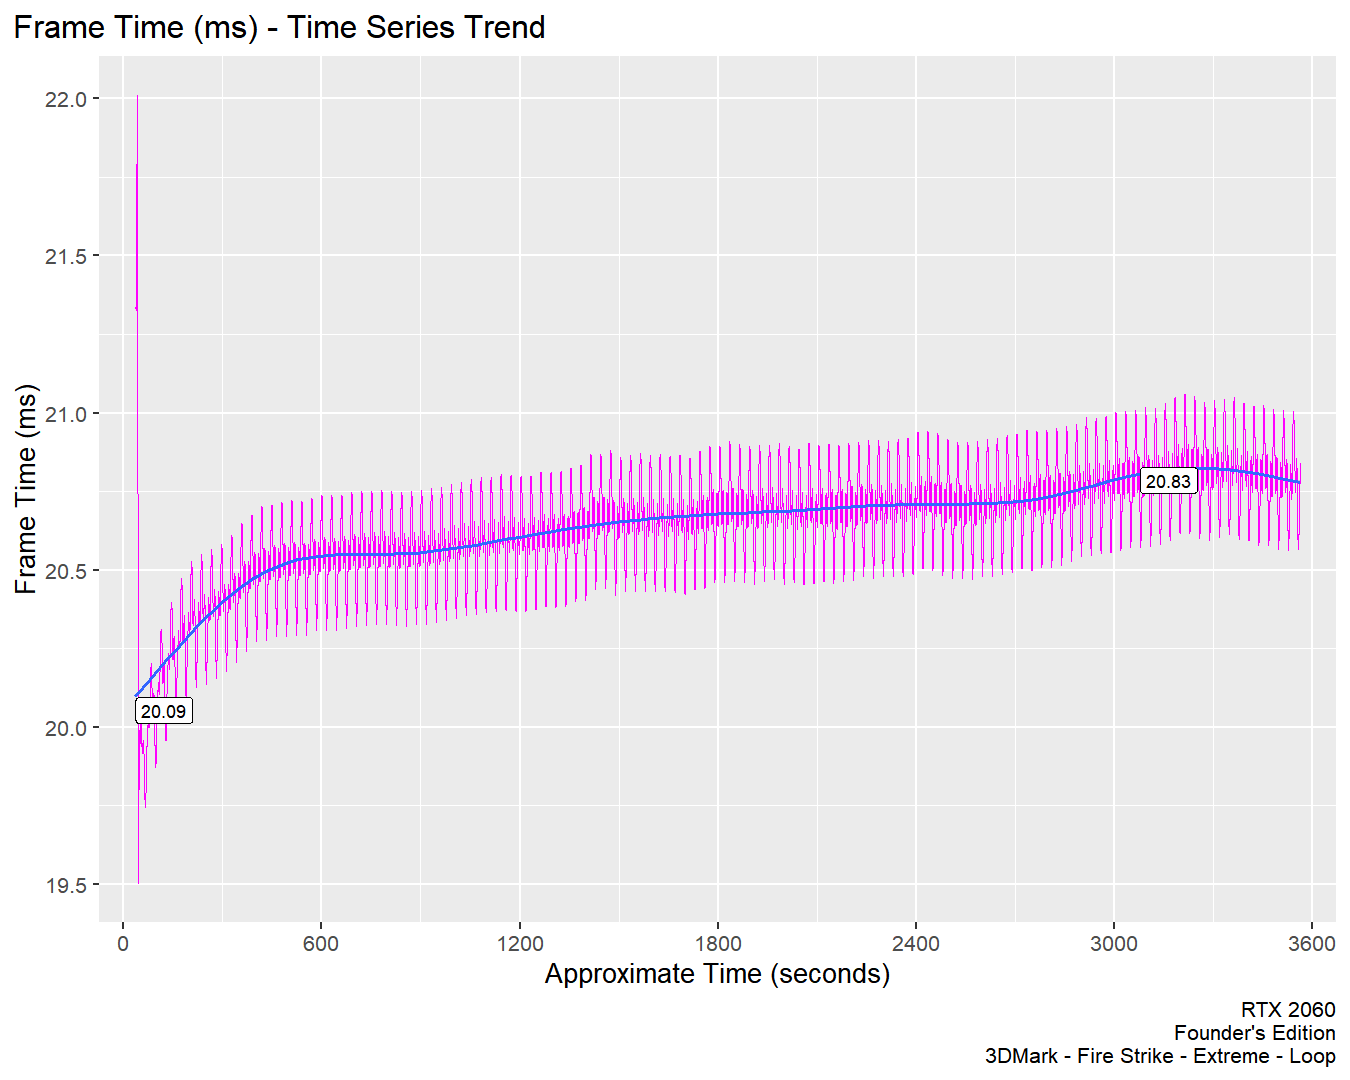 Frame Time (ms) - Time Series Trend
Frame Time (ms)
22.0
21.5
21.0
20.5
20.0
19.5
20.09
20.83
0 600 1200 1800 2400 3000 3600
Approximate Time (seconds)
RTX 2060
Founder's Edition
3DMark - Fire Strike - Extreme - Loop